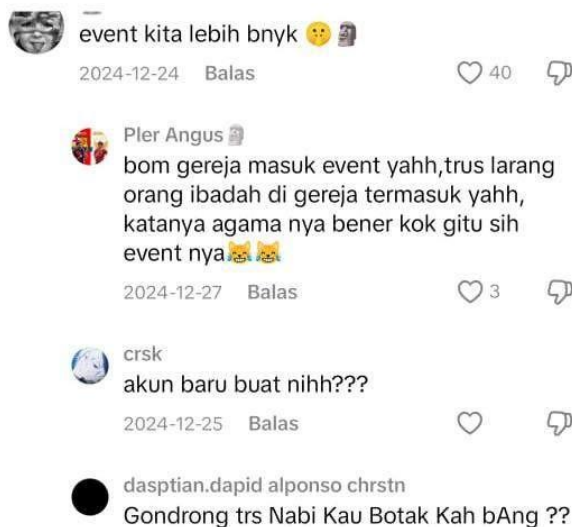 event kita lebih bnyk 🤫🗿
2024-12-24 Balas 40
Pler Angus🗿
bom gereja masuk event yahh,trus larang
orang ibadah di gereja termasuk yahh,
katanya agama nya bener kok gitu sih
event nya😹😹
2024-12-27 Balas 3
crsk
akun baru buat nihh???
2024-12-25 Balas
dasptian.dapid alponso chrstn
Gondrong trs Nabi Kau Botak Kah bAng ??